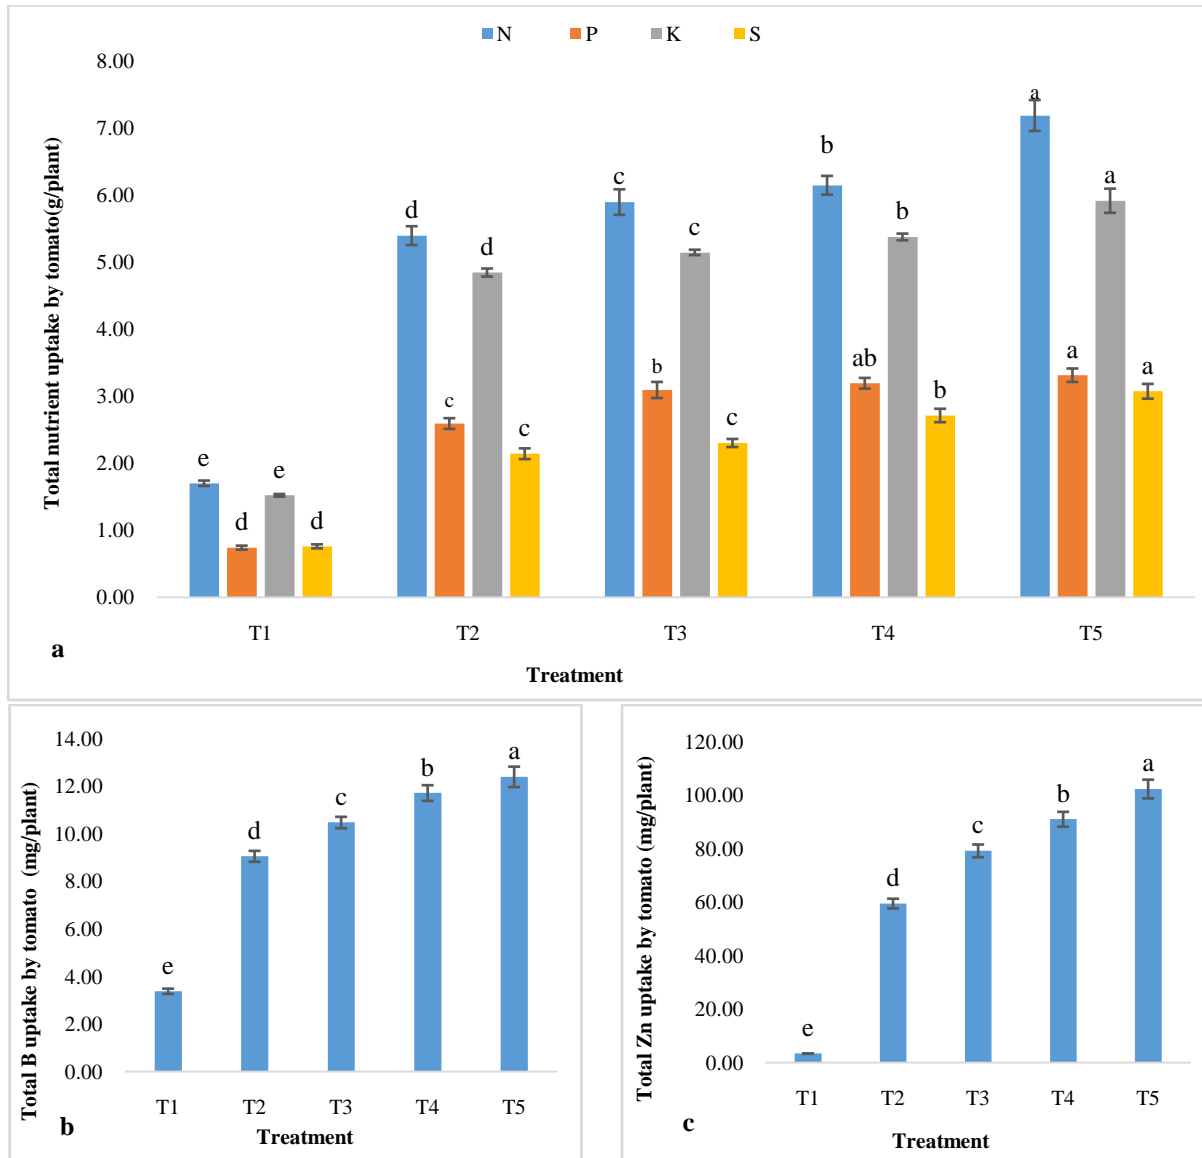 N P K S
Total nutrient uptake by tomato(g/plant)
8.00
7.00
6.00
5.00
4.00
3.00
2.00
1.00
0.00
e d e d
d c d c
c b c c
b ab b b
a a a a
T1 T2 T3 T4 T5
a
Treatment
Total B uptake by tomato (mg/plant)
14.00
12.00
10.00
8.00
6.00
4.00
2.00
0.00
e d c b a
T1 T2 T3 T4 T5
b
Treatment
Total Zn uptake by tomato (mg/plant)
120.00
100.00
80.00
60.00
40.00
20.00
0.00
e d c b a
T1 T2 T3 T4 T5
c
Treatment